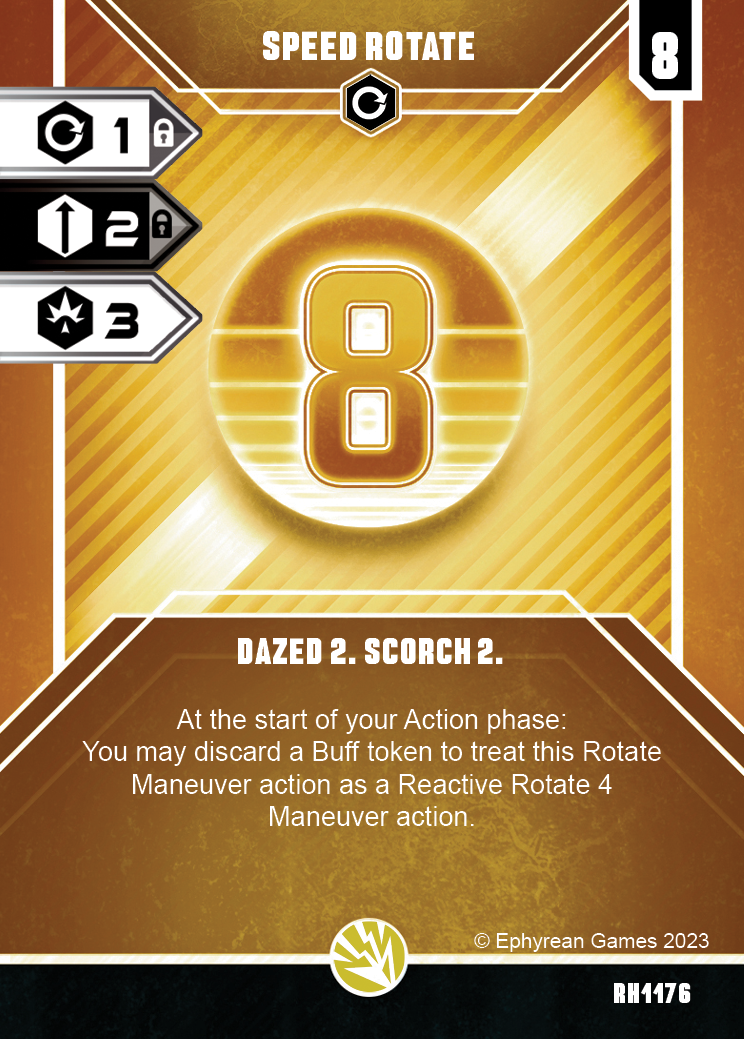 SPEED ROTATE
8
1
2
3
8
DAZED 2. SCORCH 2.
At the start of your Action phase:
You may discard a Buff token to treat this Rotate
Maneuver action as a Reactive Rotate 4
Maneuver action.
© Ephyrean Games 2023
RH1176